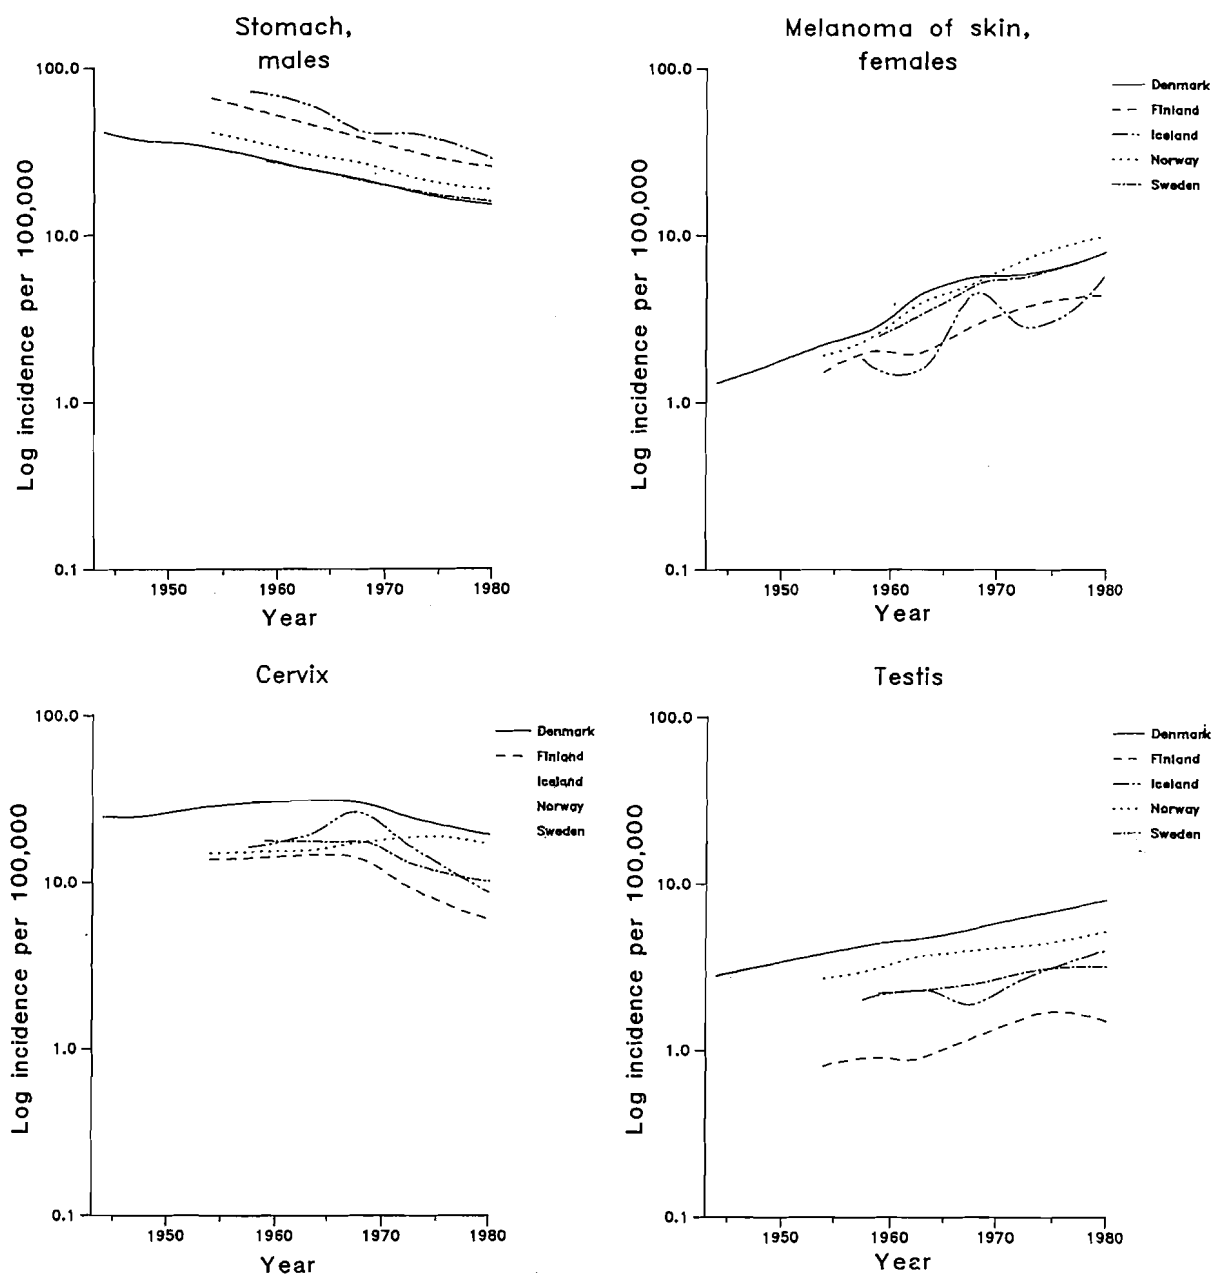 Stomach,
males
100.0
10.0
1.0
0.1
Log incidence per 100,000
1950 1960 1970 1980
Year
Melanoma of skin,
females
100.0
10.0
1.0
0.1
Log incidence per 100,000
1950 1960 1970 1980
Year
Denmark
Finland
Iceland
Norway
Sweden
Cervix
100.0
10.0
1.0
0.1
Log incidence per 100,000
1950 1960 1970 1980
Year
Denmark
Finland
Iceland
Norway
Sweden
Testis
100.0
10.0
1.0
0.1
Log incidence per 100,000
1950 1960 1970 1980
Year
Denmark
Finland
Iceland
Norway
Sweden